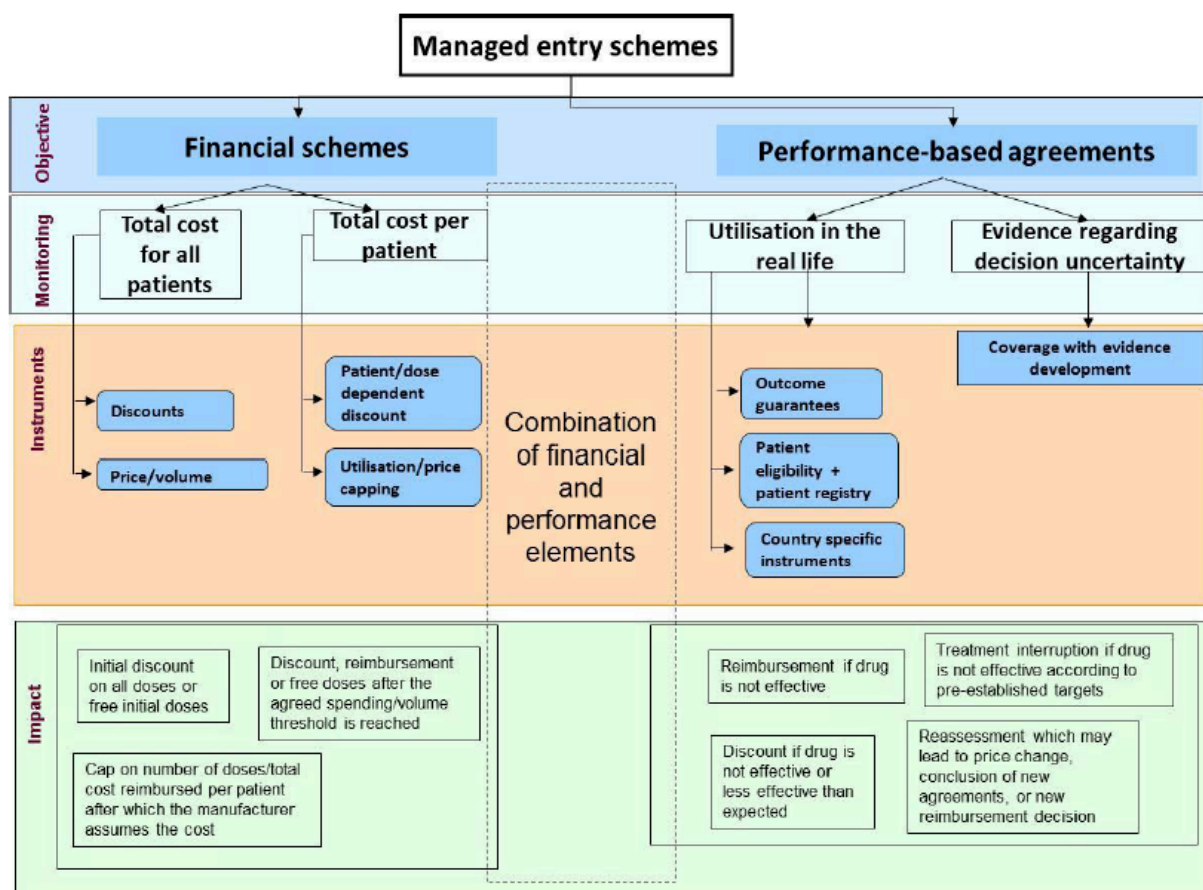 Managed entry schemes
Objective
Financial schemes
Performance-based agreements
Monitoring
Total cost
for all
patients
Total cost per
patient
Utilisation in the
real life
Evidence regarding
decision uncertainty
Instruments
Discounts
Price/volume
Patient/dose
dependent
discount
Utilisation/price
capping
Combination
of financial
and
performance
elements
Outcome
guarantees
Patient
eligibility +
patient registry
Country specific
instruments
Coverage with evidence
development
Impact
Initial discount
on all doses or
free initial doses
Discount, reimbursement
or free doses after the
agreed spending/volume
threshold is reached
Cap on number of doses/total
cost reimbursed per patient
after which the manufacturer
assumes the cost
Reimbursement if drug
is not effective
Treatment interruption if drug
is not effective according to
pre-established targets
Discount if drug is
not effective or
less effective than
expected
Reassessment which may
lead to price change,
conclusion of new
agreements, or new
reimbursement decision